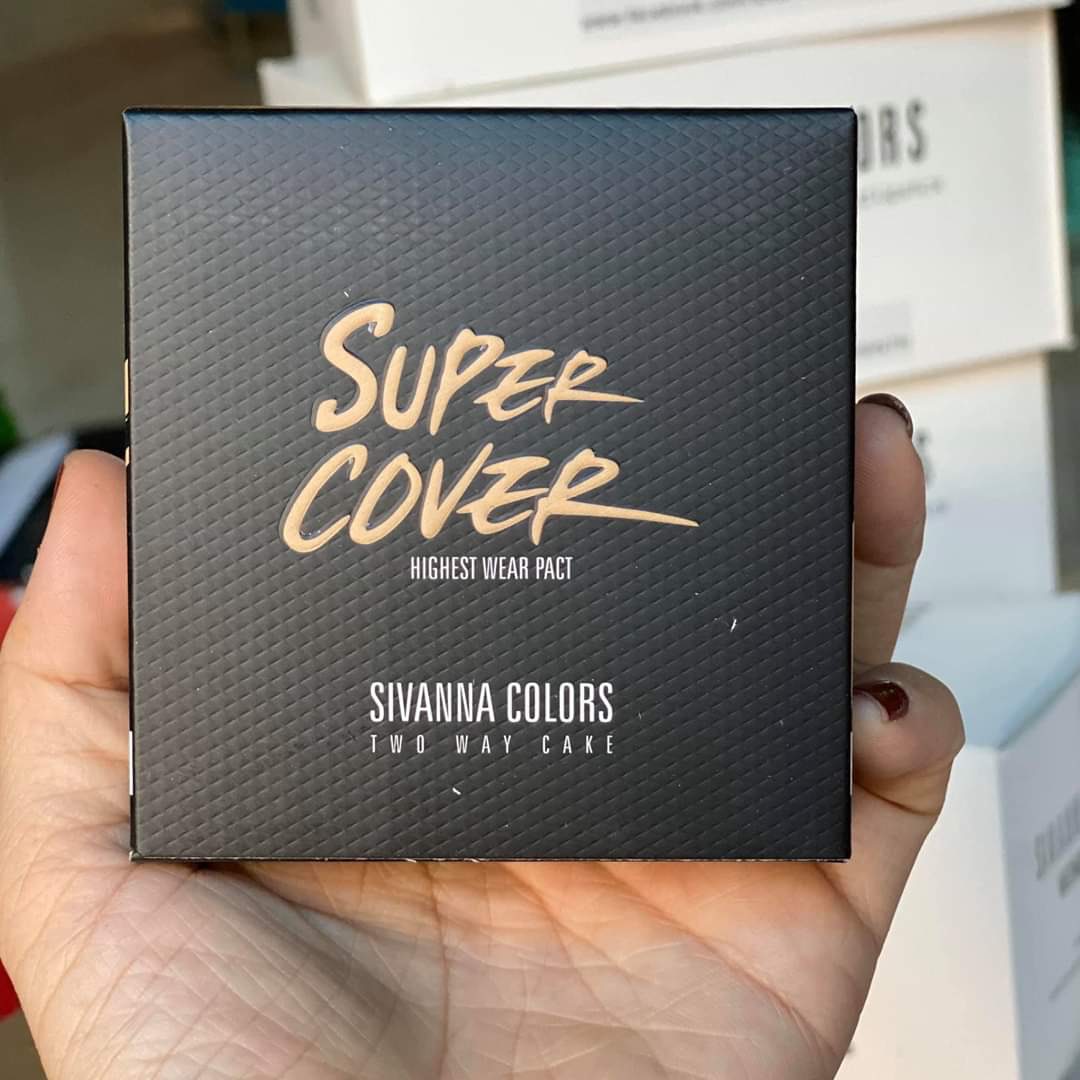 SUPER
COVER
HIGHEST WEAR PACT
SIVANNA COLORS
TWO WAY CAKE